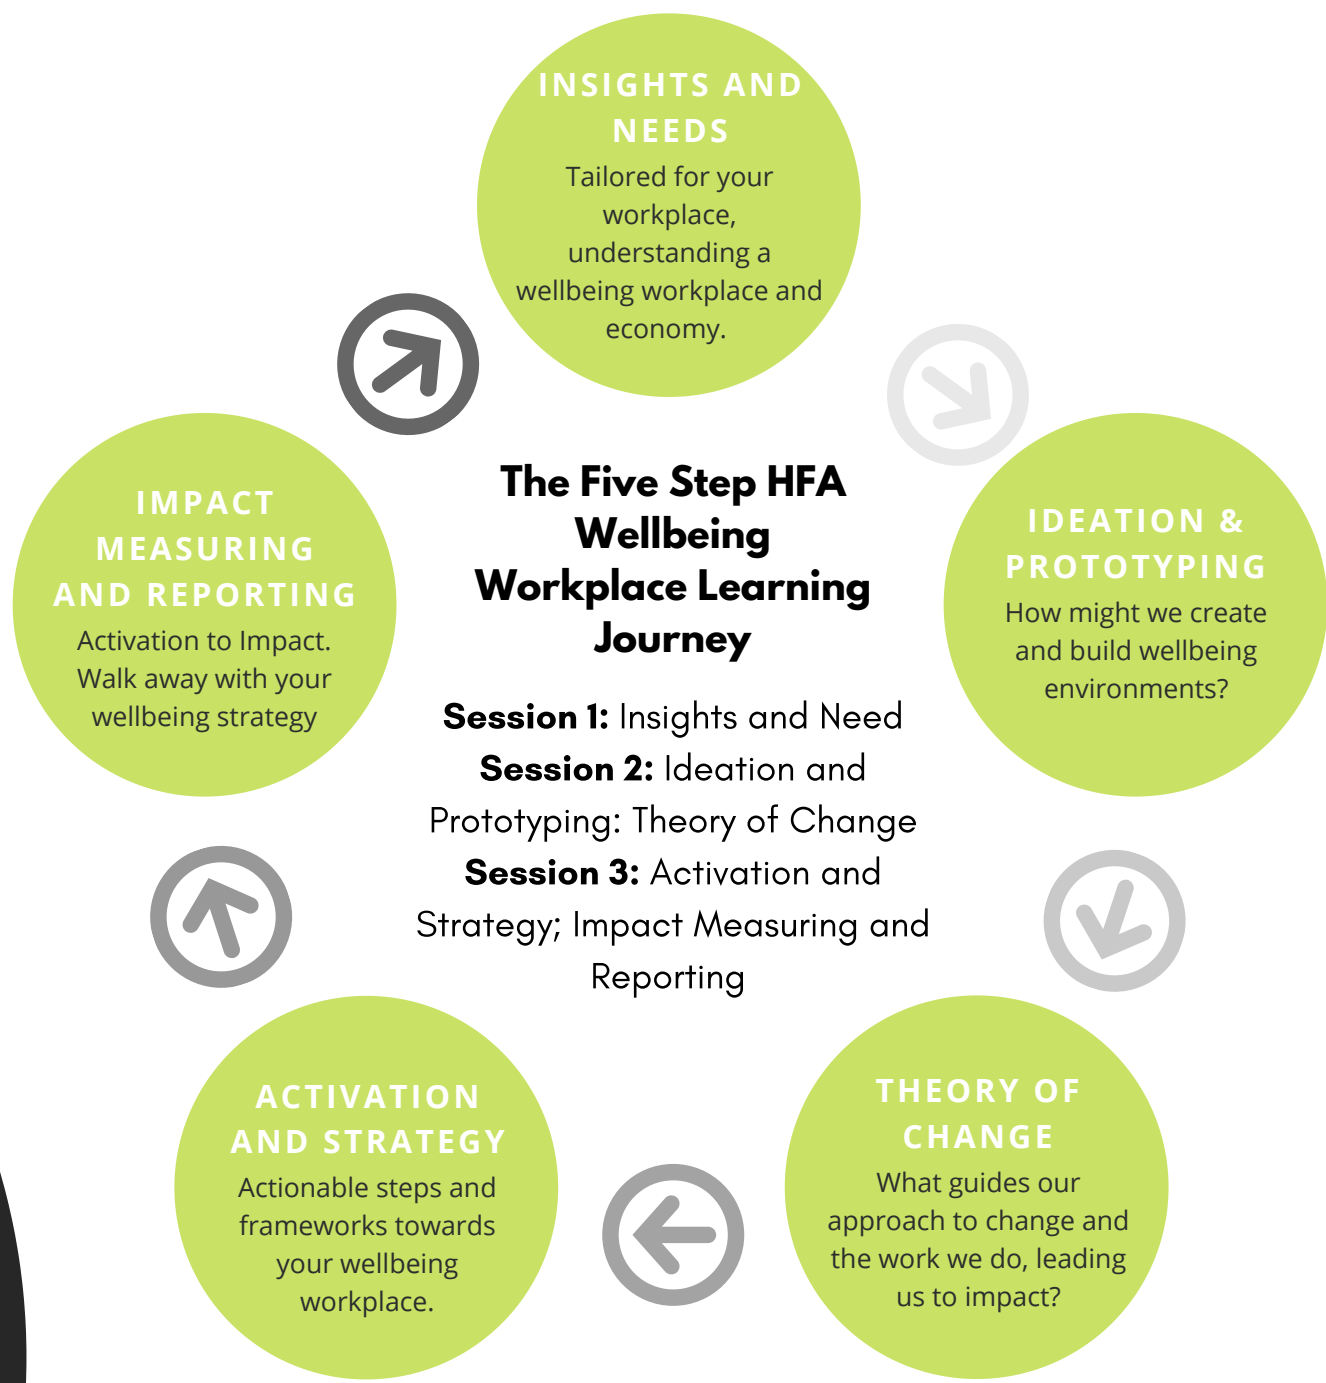 INSIGHTS AND
NEEDS
Tailored for your
workplace,
understanding a
wellbeing workplace and
economy.
IDEATION &
PROTOTYPING
How might we create
and build wellbeing
environments?
THEORY OF
CHANGE
What guides our
approach to change and
the work we do, leading
us to impact?
ACTIVATION
AND STRATEGY
Actionable steps and
frameworks towards
your wellbeing
workplace.
IMPACT
MEASURING
AND REPORTING
Activation to Impact.
Walk away with your
wellbeing strategy
The Five Step HFA
Wellbeing
Workplace Learning
Journey
Session 1: Insights and Need
Session 2: Ideation and
Prototyping: Theory of Change
Session 3: Activation and
Strategy; Impact Measuring and
Reporting